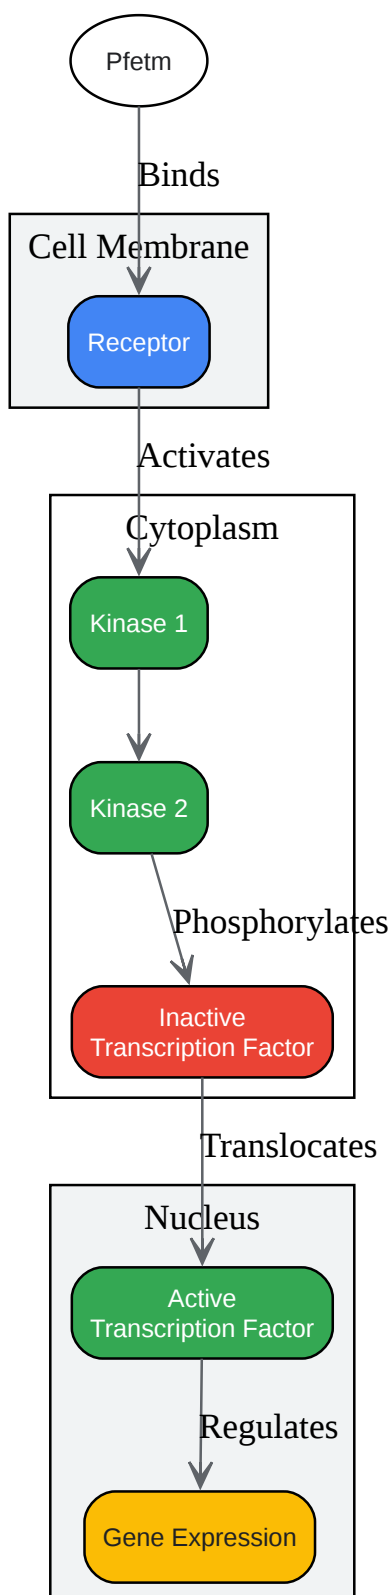 Pfetm
Binds
Cell Membrane
Receptor
Activates
Cytoplasm
Kinase 1
Kinase 2
Phosphorylates
Inactive
Transcription Factor
Translocates
Nucleus
Active
Transcription Factor
Regulates
Gene Expression